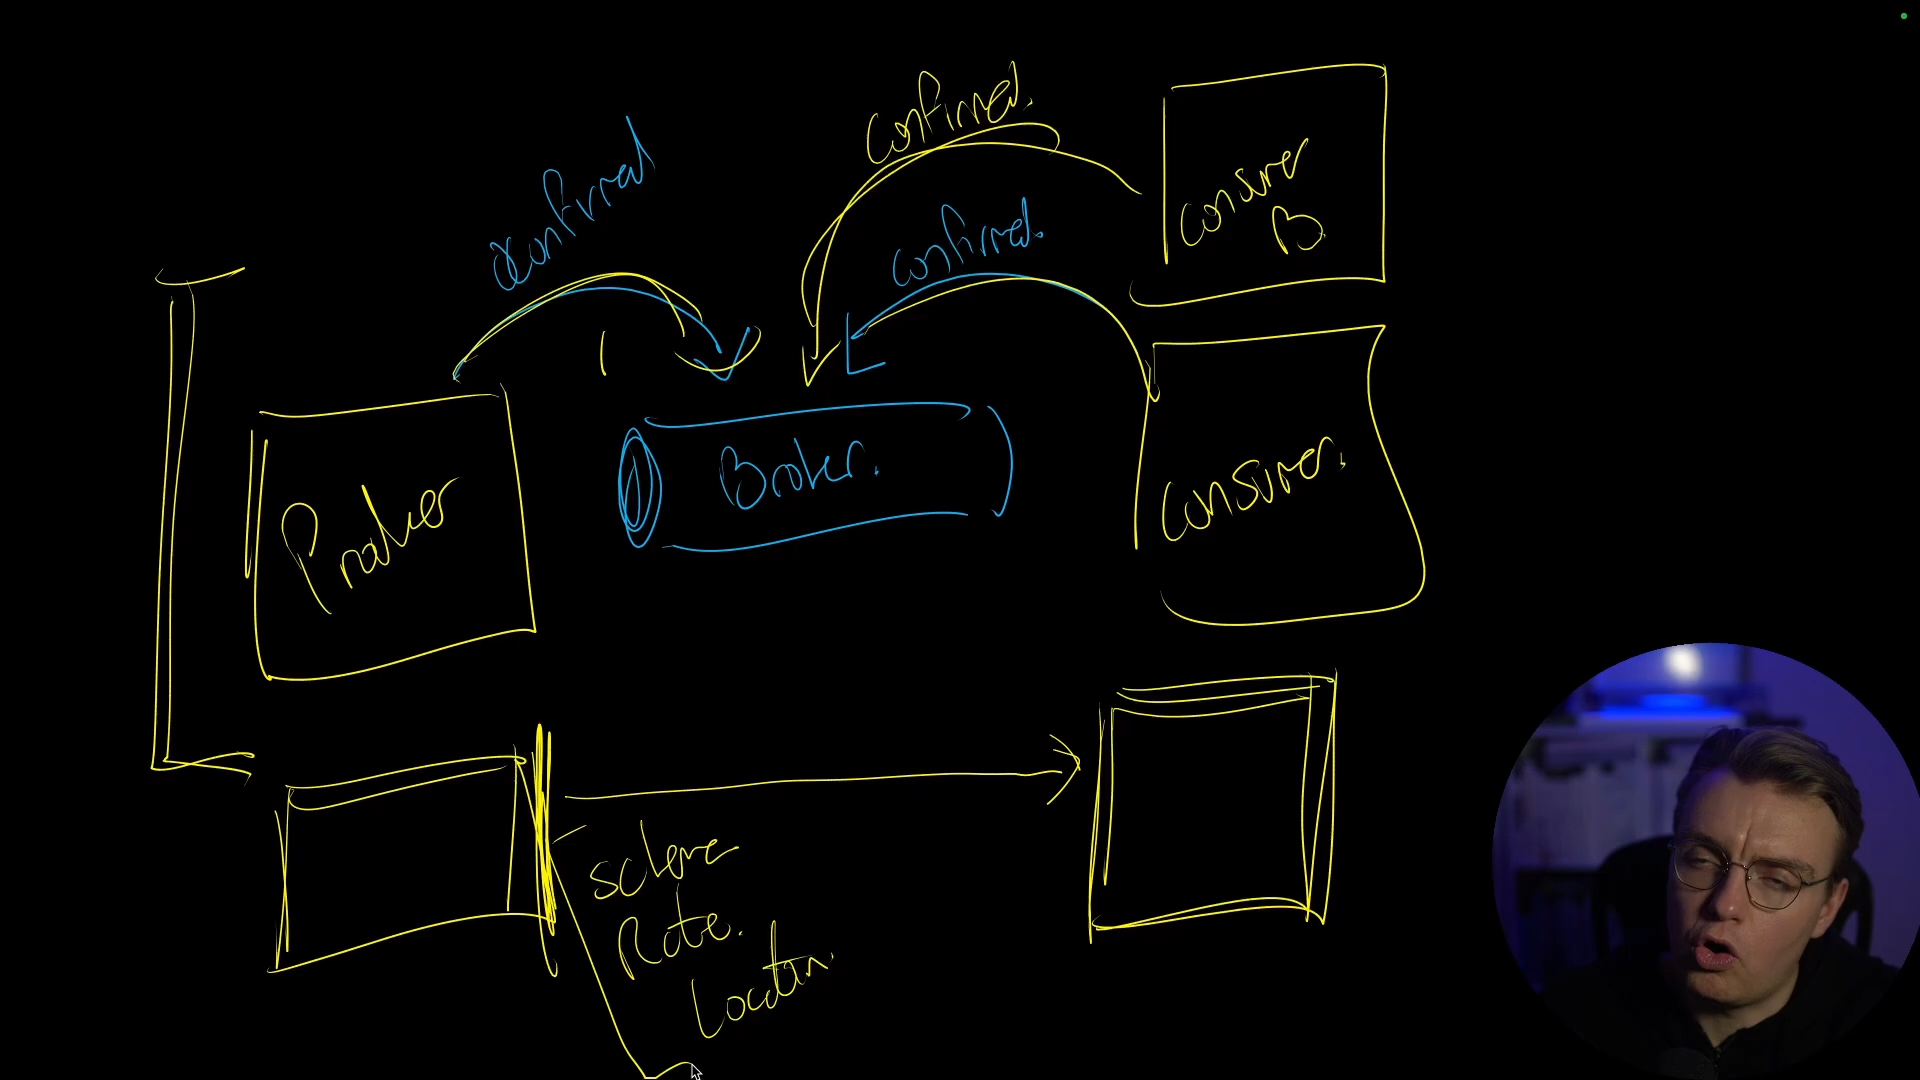 confirmed.
confirmed
confirmed.
consumer
B
Broker.
Producer
consumer.
schema
Rate.
Location.